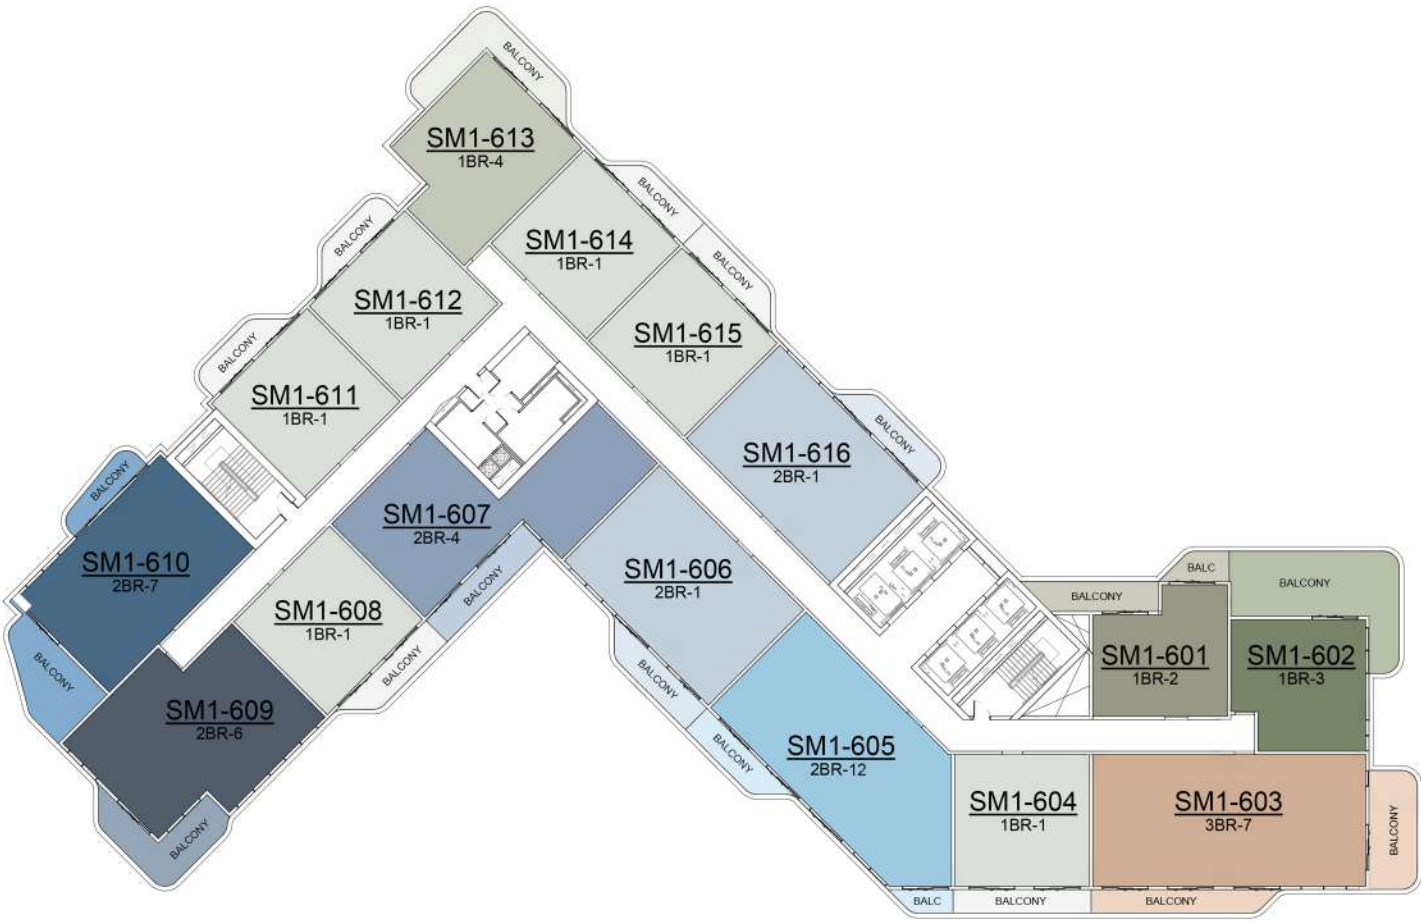 BALCONY
SM1-613
1BR-4
BALCONY
BALCONY
SM1-614
1BR-1
BALCONY
SM1-612
1BR-1
SM1-615
1BR-1
BALCONY
SM1-611
1BR-1
BALCONY
SM1-616
2BR-1
BALCONY
SM1-607
2BR-4
SM1-610
2BR-7
SM1-606
2BR-1
BALCONY
SM1-608
1BR-1
BALC
BALCONY
BALCONY
SM1-601
1BR-2
SM1-602
1BR-3
BALCONY
BALCONY
BALCONY
SM1-609
2BR-6
SM1-605
2BR-12
BALCONY
SM1-604
1BR-1
SM1-603
3BR-7
BALCONY
BALCONY
BALC
BALCONY
BALCONY